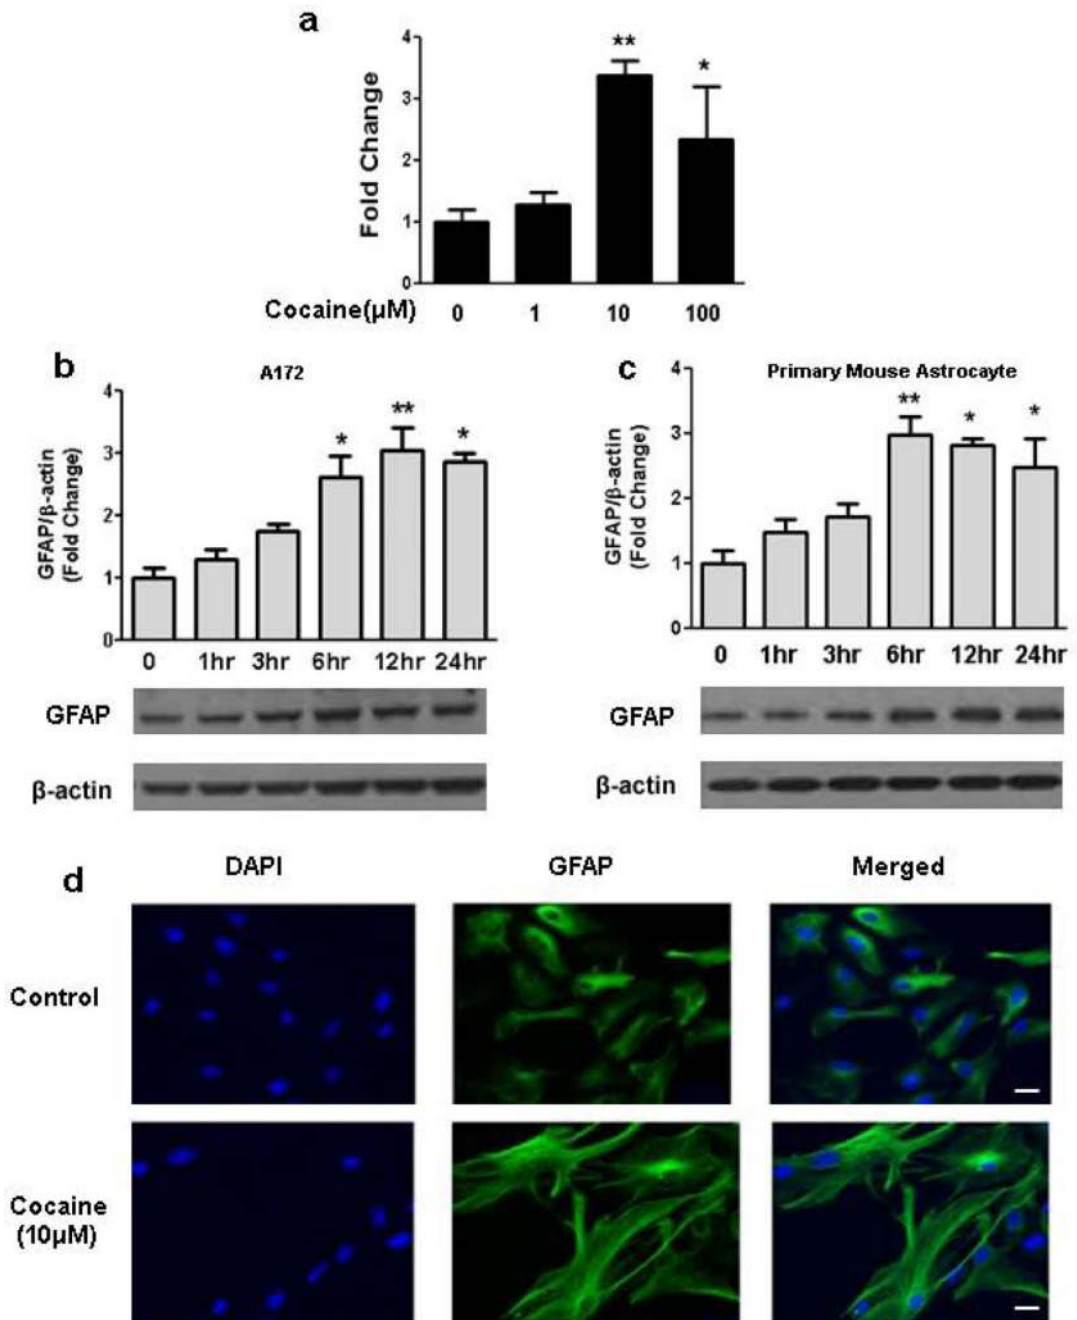 a
Fold Change
4
3
2
1
0
**
*
Cocaine(μM) 0 1 10 100
b
A172
GFAP/β-actin
(Fold Change)
4
3
2
1
0
*
**
*
0 1hr 3hr 6hr 12hr 24hr
GFAP
β-actin
c
Primary Mouse Astrocayte
GFAP/β-actin
(Fold Change)
4
3
2
1
0
**
*
*
0 1hr 3hr 6hr 12hr 24hr
GFAP
β-actin
d
DAPI GFAP Merged
Control
Cocaine
(10μM)